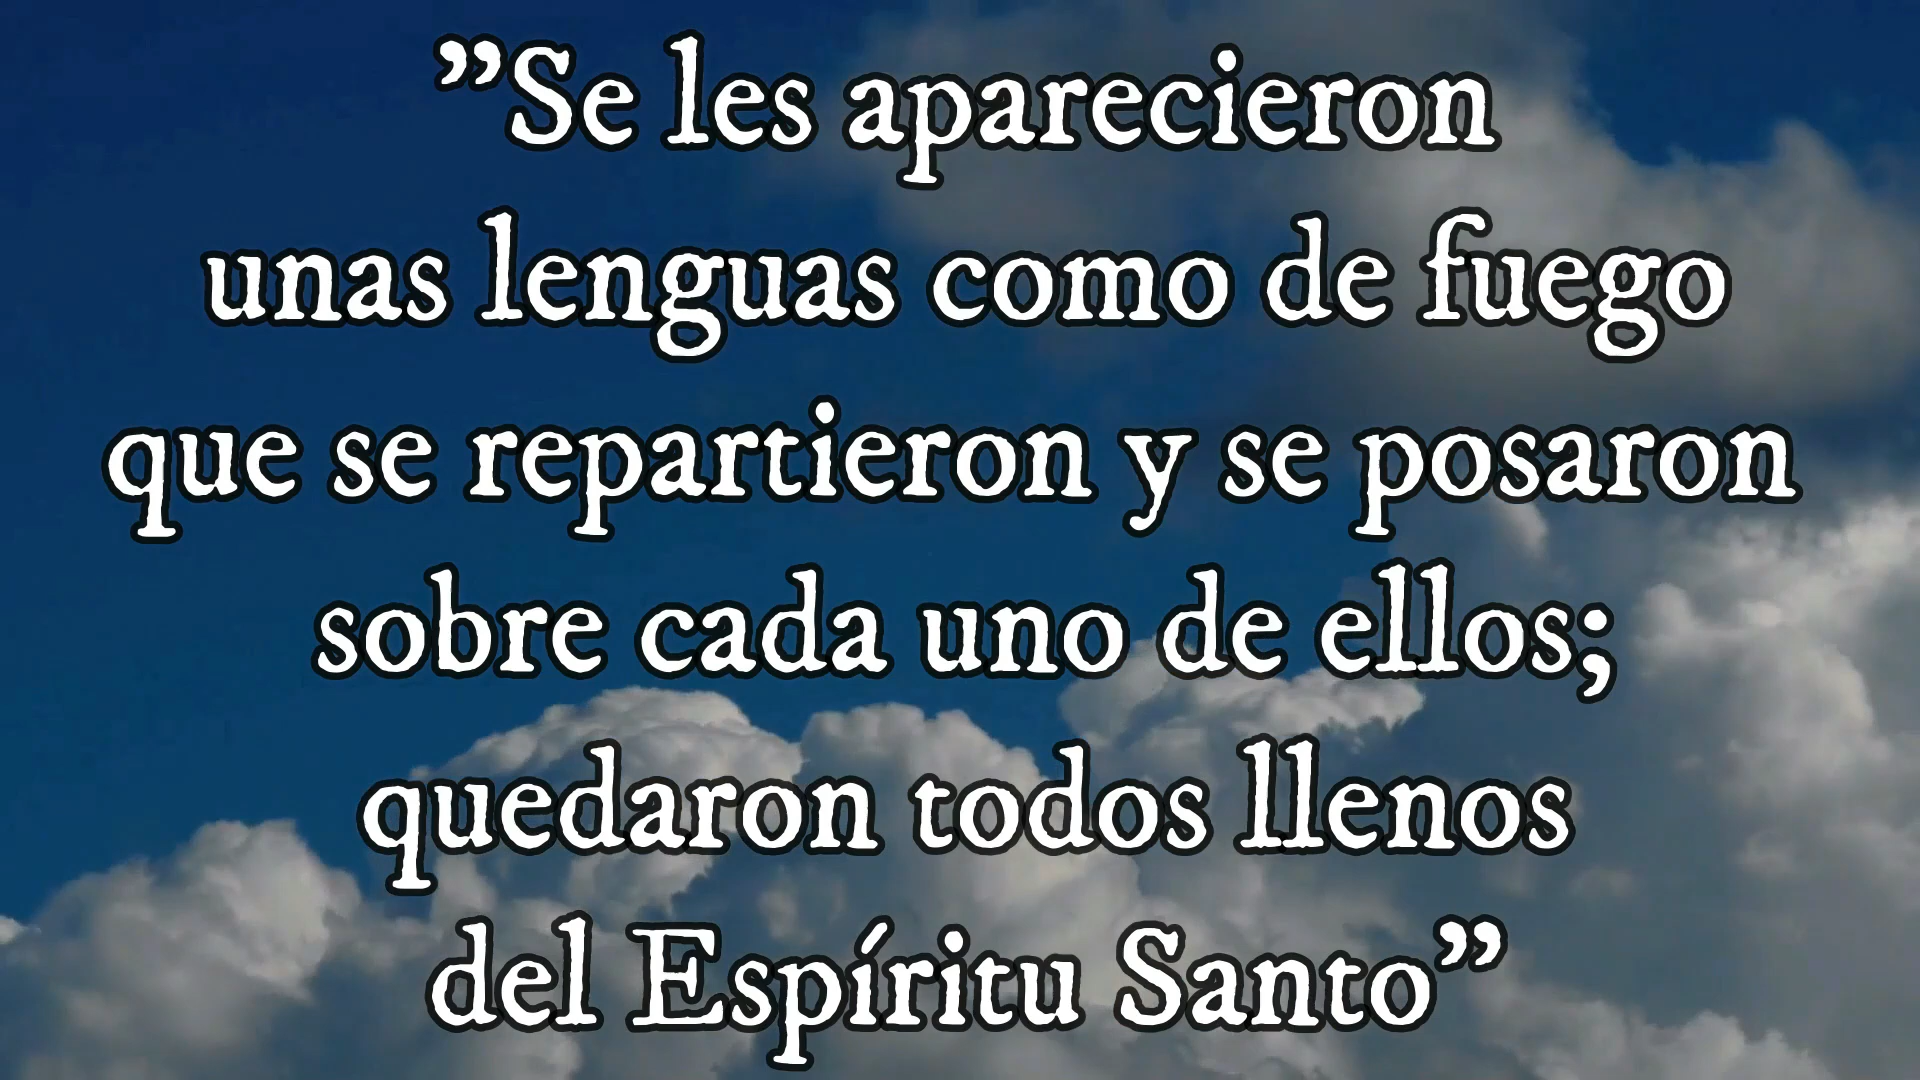 ”Se les aparecieron
unas lenguas como de fuego
que se repartieron y se posaron
sobre cada uno de ellos;
quedaron todos llenos
del Espíritu Santo”